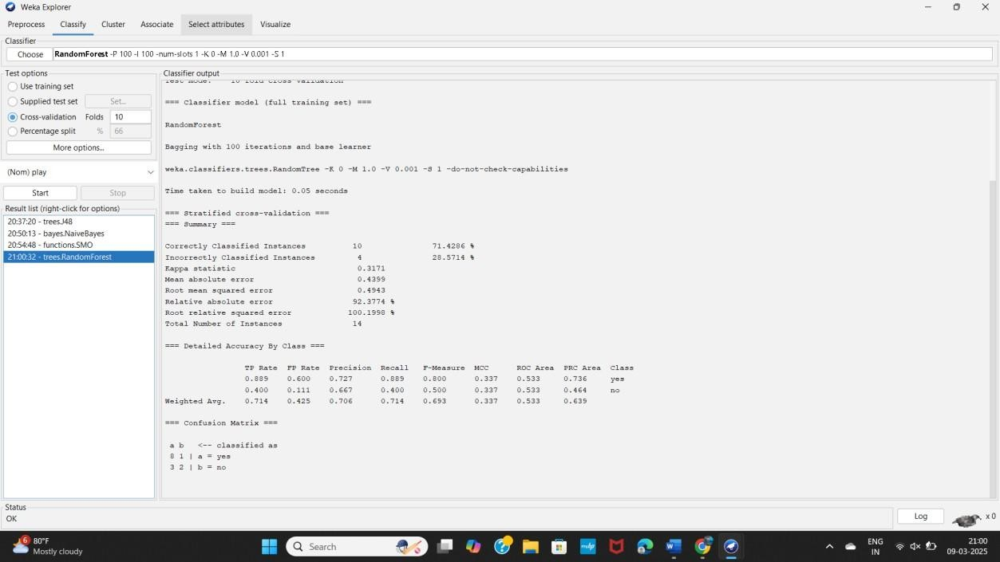 Weka Explorer
Preprocess Classify Cluster Associate Select attributes Visualize
Classifier
Choose RandomForest -P 100 -I 100 -num-slots 1 -K 0 -M 1.0 -V 0.001 -S 1
Test options
Use training set
Supplied test set Set...
Cross-validation Folds 10
Percentage split % 66
More options...
(Nom) play
Start Stop
Result list (right-click for options)
20:37:20 - trees.J48
20:50:13 - bayes.NaiveBayes
20:54:48 - functions.SMO
21:00:32 - trees.RandomForest
Classifier output
Test mode: 10-fold cross-validation
=== Classifier model (full training set) ===
RandomForest
Bagging with 100 iterations and base learner
weka.classifiers.trees.RandomTree -K 0 -M 1.0 -V 0.001 -S 1 -do-not-check-capabilities
Time taken to build model: 0.05 seconds
=== Stratified cross-validation ===
=== Summary ===
Correctly Classified Instances 10 71.4286 %
Incorrectly Classified Instances 4 28.5714 %
Kappa statistic 0.3171
Mean absolute error 0.4399
Root mean squared error 0.4943
Relative absolute error 92.3774 %
Root relative squared error 100.1998 %
Total Number of Instances 14
=== Detailed Accuracy By Class ===
TP Rate FP Rate Precision Recall F-Measure MCC ROC Area PRC Area Class
0.889 0.600 0.727 0.889 0.800 0.337 0.533 0.736 yes
0.400 0.111 0.667 0.400 0.500 0.337 0.533 0.464 no
Weighted Avg. 0.714 0.425 0.706 0.714 0.693 0.337 0.533 0.639
=== Confusion Matrix ===
a b <-- classified as
8 1 | a = yes
3 2 | b = no
Status
OK
Log
x 0
6
80°F
Mostly cloudy
Search
ENG
IN
21:00
09-03-2025